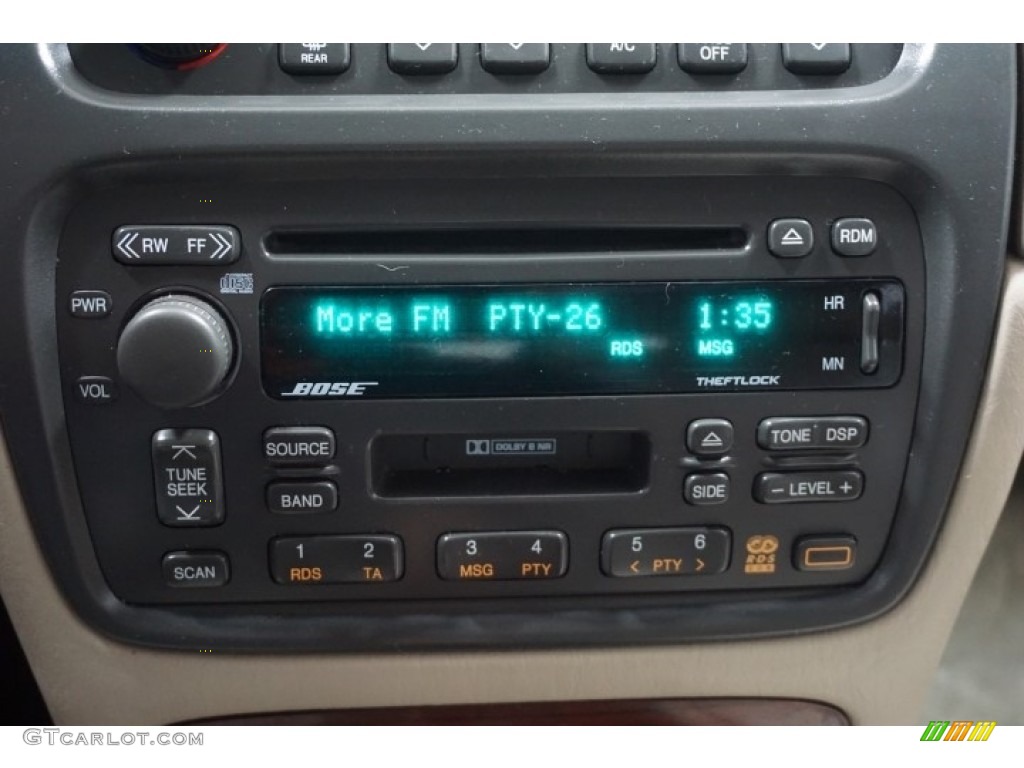 REAR
A/C
OFF
RW FF
RDM
disc
PWR
More FM PTY-26 1:35
HR
RDS MSG
MN
VOL
BOSE
THEFTLOCK
SOURCE
DOLBY B NR
TONE DSP
TUNE
SEEK
BAND
SIDE
- LEVEL +
1 2
3 4
5 6
SCAN
RDS TA
MSG PTY
< PTY >
RDS
GTCARLOT.COM